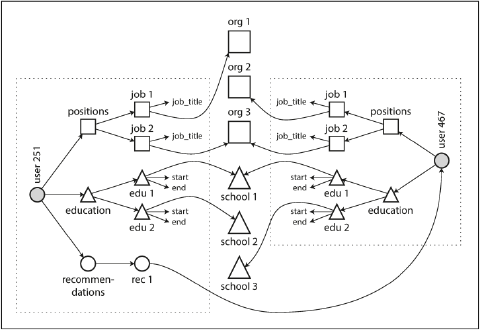 org 1
org 2
org 3
job 1
job_title
positions
job 2
job_title
user 251
edu 1
start
end
education
edu 2
start
end
recommen-
dations
rec 1
school 1
school 2
school 3
job 1
job_title
positions
job 2
job_title
user 467
edu 1
start
end
education
edu 2
start
end